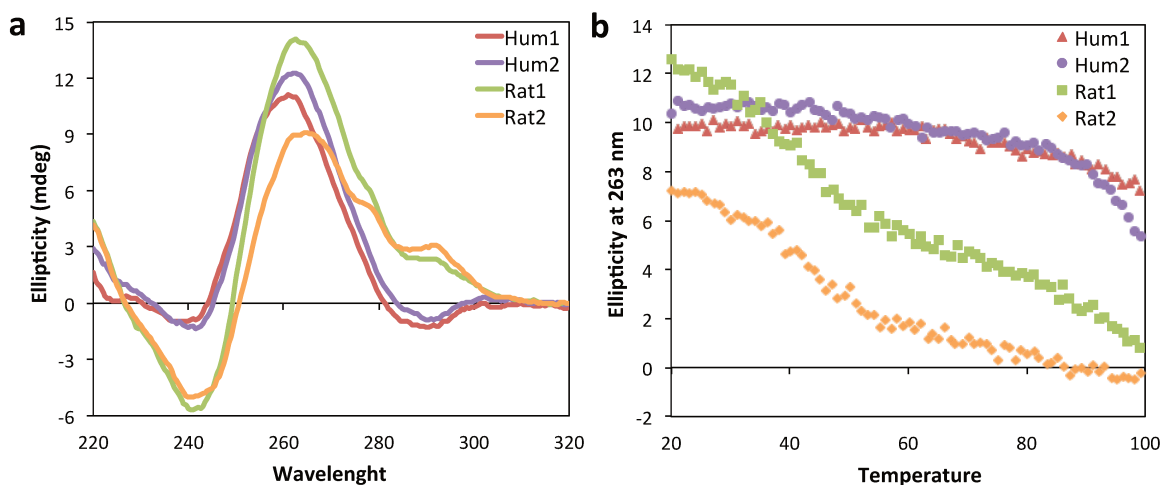 a
Ellipticity (mdeg)
15
12
9
6
3
0
-3
-6
220
240
260
280
300
320
Wavelenght
Hum1
Hum2
Rat1
Rat2
b
Ellipticity at 263 nm
14
12
10
8
6
4
2
0
-2
20
40
60
80
100
Temperature
Hum1
Hum2
Rat1
Rat2